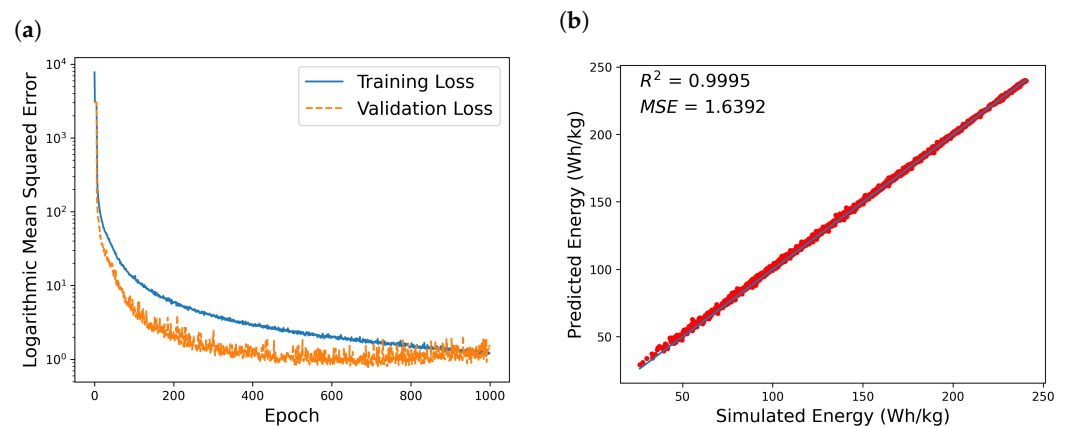 (a)
10^4
10^3
10^2
10^1
10^0
Logarithmic Mean Squared Error
Training Loss
Validation Loss
0
200
400
600
800
1000
Epoch
(b)
250
200
150
100
50
Predicted Energy (Wh/kg)
R^2 = 0.9995
MSE = 1.6392
50
100
150
200
250
Simulated Energy (Wh/kg)